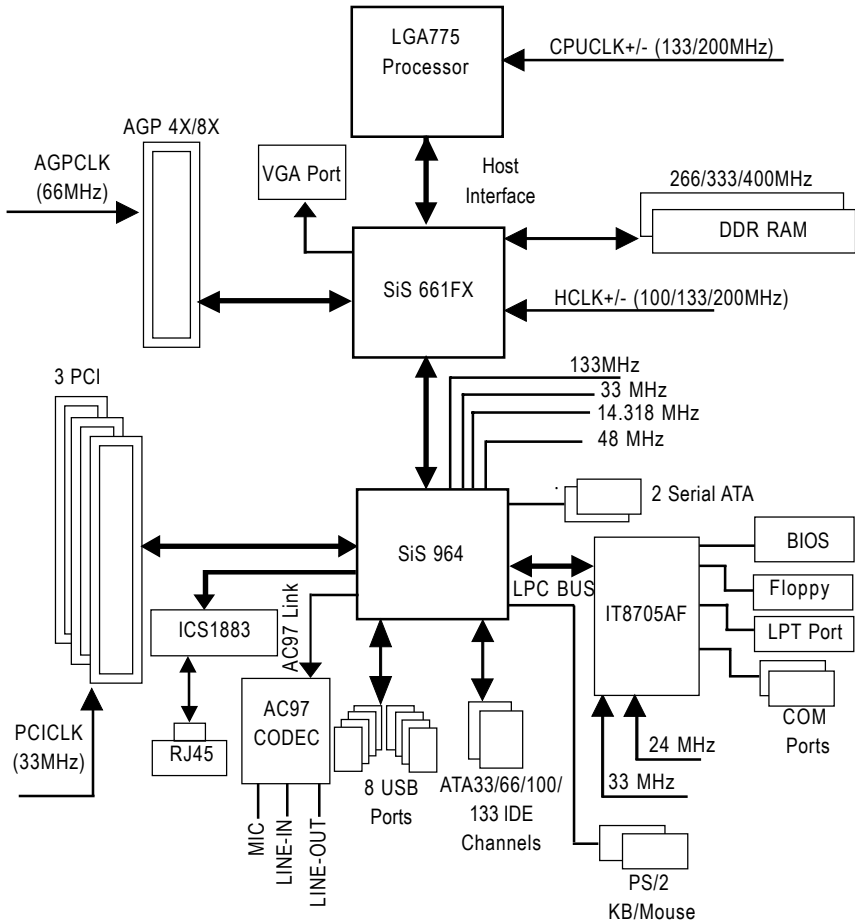 LGA775
Processor
CPUCLK+/- (133/200MHz)
AGP 4X/8X
AGPCLK
(66MHz)
VGA Port
Host
Interface
266/333/400MHz
DDR RAM
SiS 661FX
HCLK+/- (100/133/200MHz)
3 PCI
133MHz
33 MHz
14.318 MHz
48 MHz
2 Serial ATA
SiS 964
LPC BUS
IT8705AF
BIOS
Floppy
LPT Port
COM
Ports
ICS1883
AC97 Link
RJ45
AC97
CODEC
PCICLK
(33MHz)
MIC
LINE-IN
LINE-OUT
8 USB
Ports
ATA33/66/100/
133 IDE
Channels
24 MHz
33 MHz
PS/2
KB/Mouse